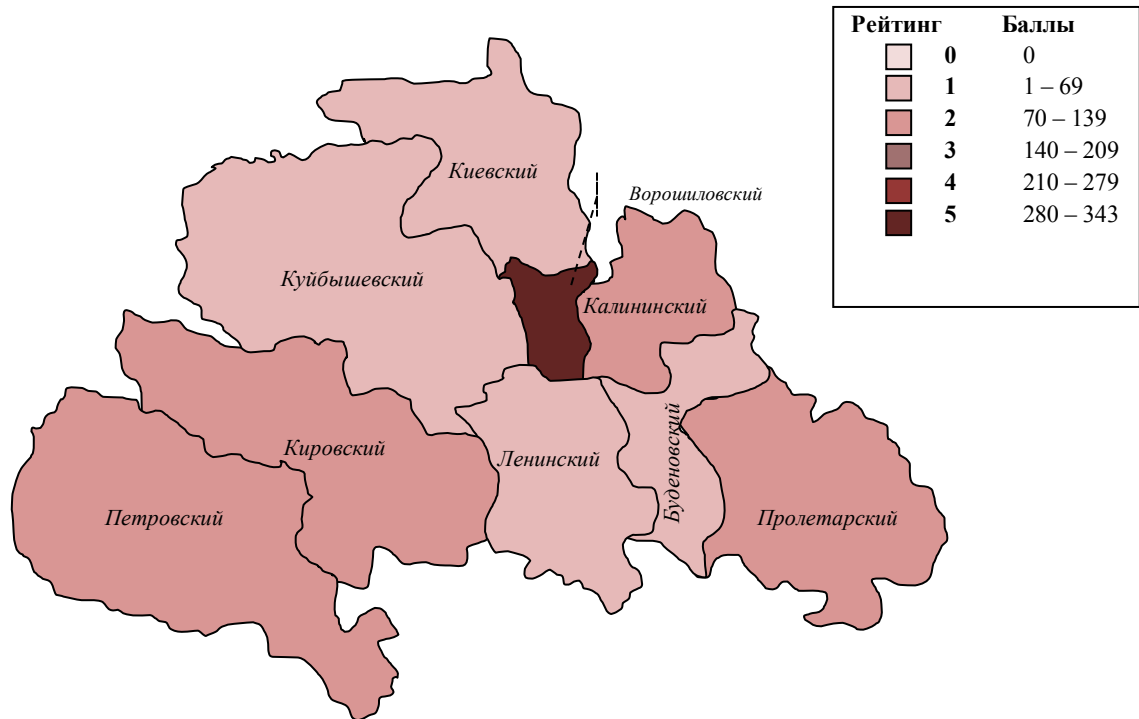 Рейтинг Баллы
0 0
1 1 – 69
2 70 – 139
3 140 – 209
4 210 – 279
5 280 – 343
Киевский
Ворошиловский
Куйбышевский
Калининский
Кировский
Ленинский
Буденовский
Петровский
Пролетарский